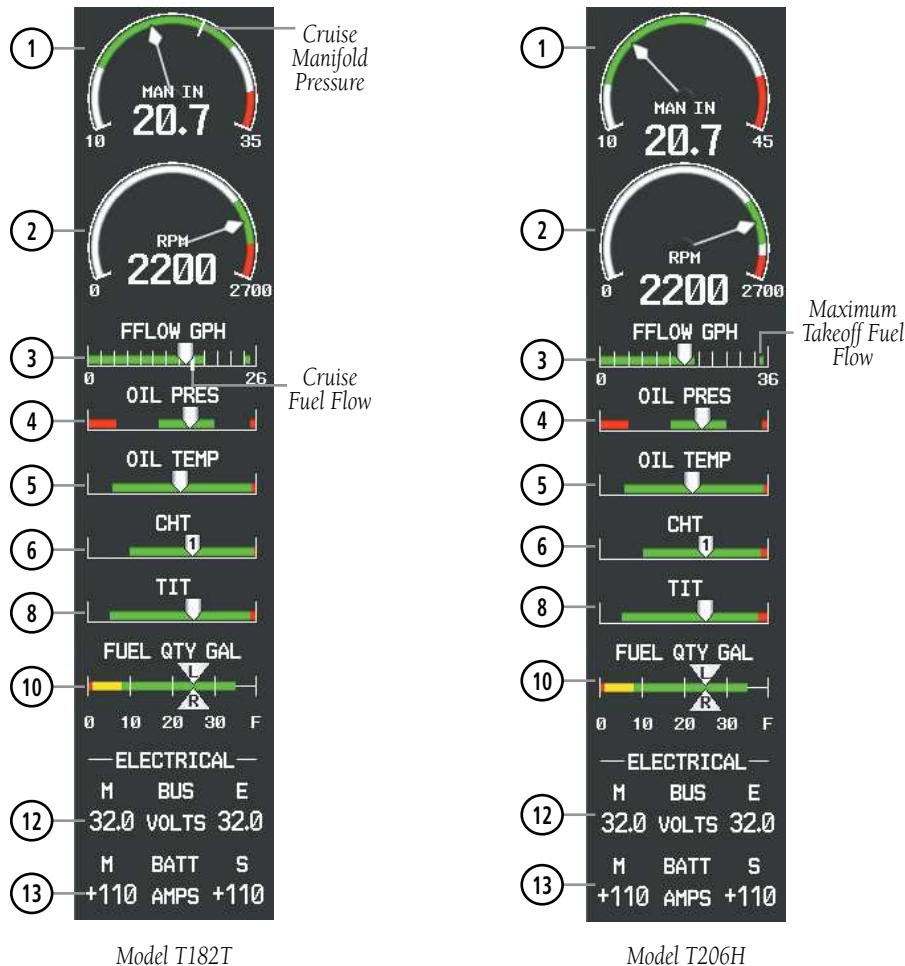 1
MAN IN
20.7
10 35
Cruise
Manifold
Pressure
2
RPM
2200
0 2700
3
FFLOW GPH
0 26
Cruise
Fuel Flow
4
OIL PRES
5
OIL TEMP
6
CHT
1
8
TIT
10
FUEL QTY GAL
L
R
0 10 20 30 F
ELECTRICAL
M BUS E
12
32.0 VOLTS 32.0
M BATT S
13
+110 AMPS +110
Model T182T
1
MAN IN
20.7
10 45
2
RPM
2200
0 2700
3
FFLOW GPH
0 36
Maximum
Takeoff Fuel
Flow
4
OIL PRES
5
OIL TEMP
6
CHT
1
8
TIT
10
FUEL QTY GAL
L
R
0 10 20 30 F
ELECTRICAL
M BUS E
12
32.0 VOLTS 32.0
M BATT S
13
+110 AMPS +110
Model T206H